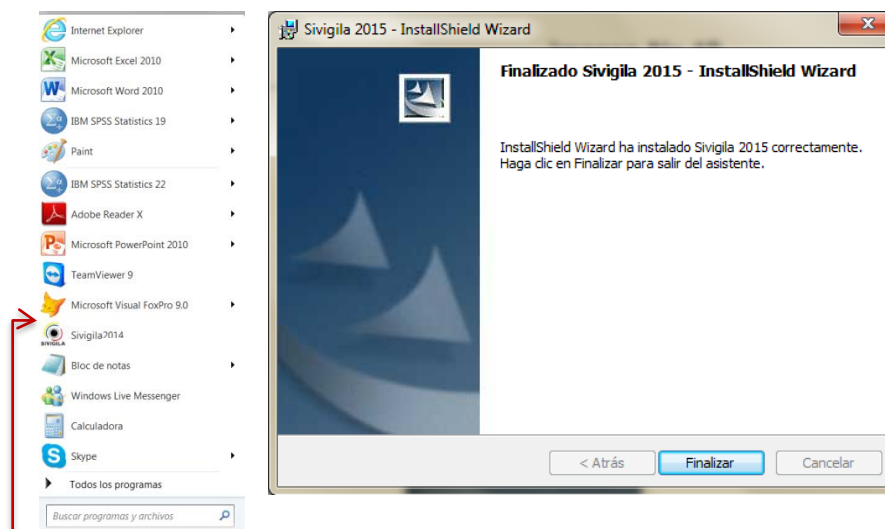 Internet Explorer
Microsoft Excel 2010
Microsoft Word 2010
IBM SPSS Statistics 19
Paint
IBM SPSS Statistics 22
Adobe Reader X
Microsoft PowerPoint 2010
TeamViewer 9
Microsoft Visual FoxPro 9.0
Sivigila2014
SIVIGILA
Bloc de notas
Windows Live Messenger
Calculadora
Skype
Todos los programas
Buscar programas y archivos
Sivigila 2015 - InstallShield Wizard
Finalizado Sivigila 2015 - InstallShield Wizard
InstallShield Wizard ha instalado Sivigila 2015 correctamente.
Haga clic en Finalizar para salir del asistente.
< Atrás
Finalizar
Cancelar